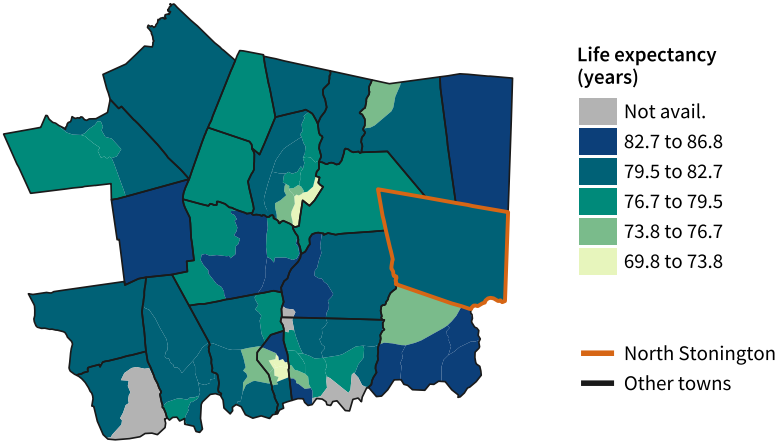 Life expectancy
(years)
Not avail.
82.7 to 86.8
79.5 to 82.7
76.7 to 79.5
73.8 to 76.7
69.8 to 73.8
North Stonington
Other towns